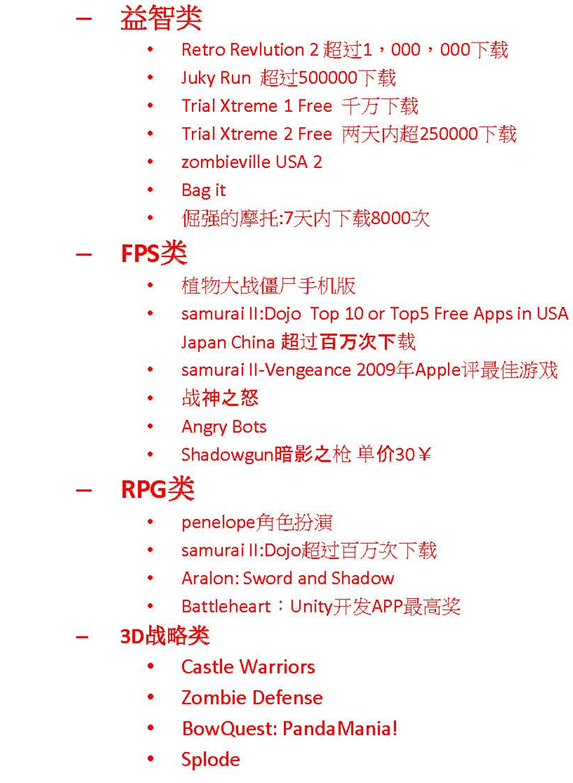 – 益智类
• Retro Revlution 2 超过1，000，000下载
• Juky Run 超过500000下载
• Trial Xtreme 1 Free 千万下载
• Trial Xtreme 2 Free 两天内超250000下载
• zombieville USA 2
• Bag it
• 倔强的摩托:7天内下载8000次
– FPS类
• 植物大战僵尸手机版
• samurai II:Dojo Top 10 or Top5 Free Apps in USA
Japan China 超过百万次下载
• samurai II-Vengeance 2009年Apple评最佳游戏
• 战神之怒
• Angry Bots
• Shadowgun暗影之枪 单价30￥
– RPG类
• penelope角色扮演
• samurai II:Dojo超过百万次下载
• Aralon: Sword and Shadow
• Battleheart：Unity开发APP最高奖
– 3D战略类
• Castle Warriors
• Zombie Defense
• BowQuest: PandaMania!
• Splode